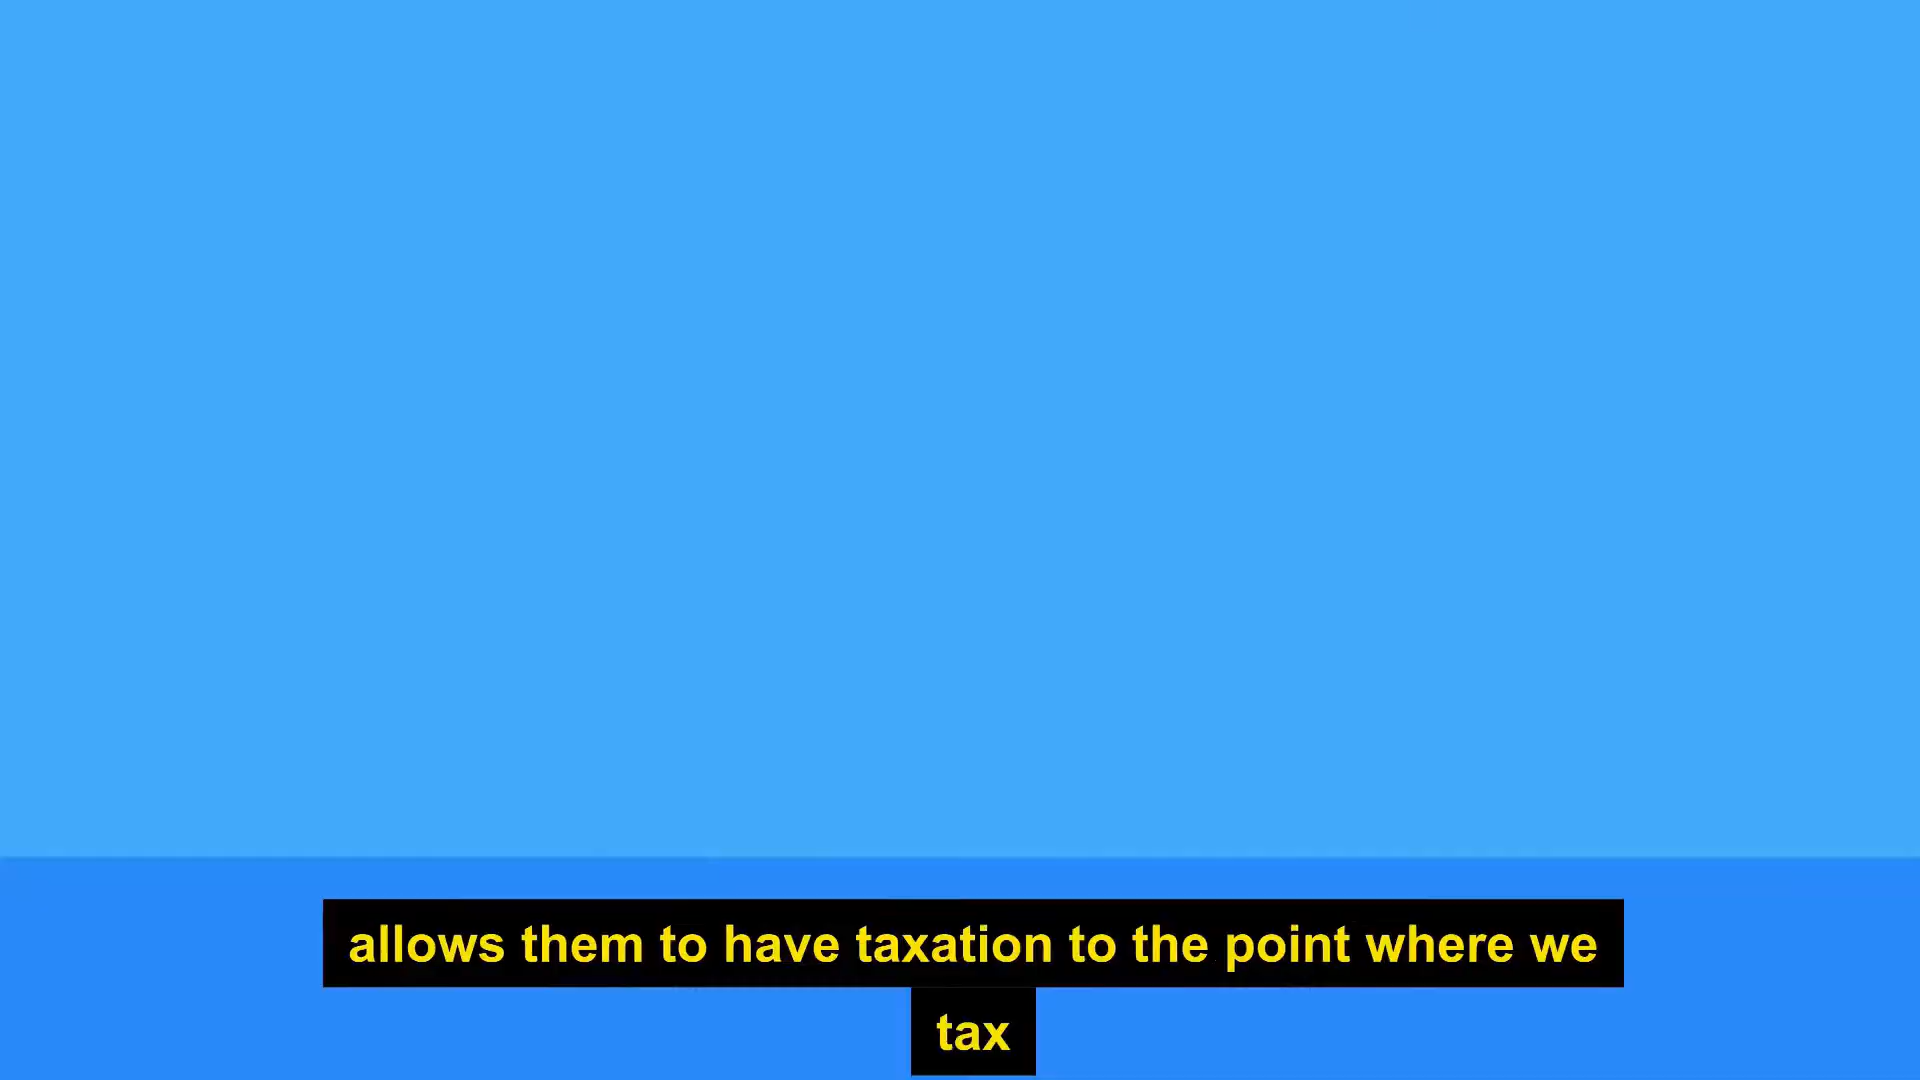 allows them to have taxation to the point where we
tax